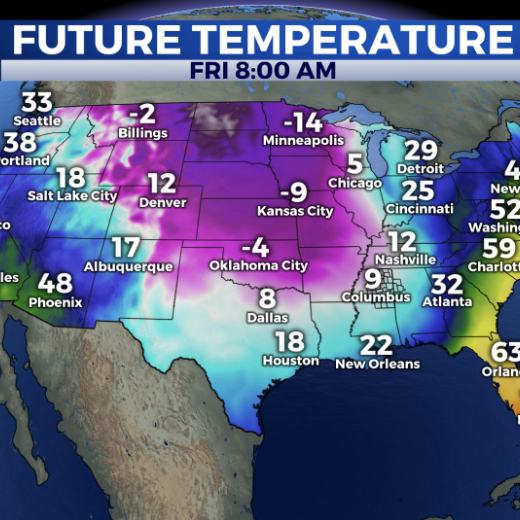 FUTURE TEMPERATURE
FRI 8:00 AM
33
Seattle
-2
Billings
-14
Minneapolis
38
ortland
5
Chicago
29
Detroit
4
New
18
Salt Lake City
12
Denver
-9
Kansas City
25
Cincinnati
52
Washing
co
17
Albuquerque
-4
Oklahoma City
12
Nashville
59
Charlott
les
48
Phoenix
8
Dallas
9
Columbus
32
Atlanta
18
Houston
22
New Orleans
63
Orlan